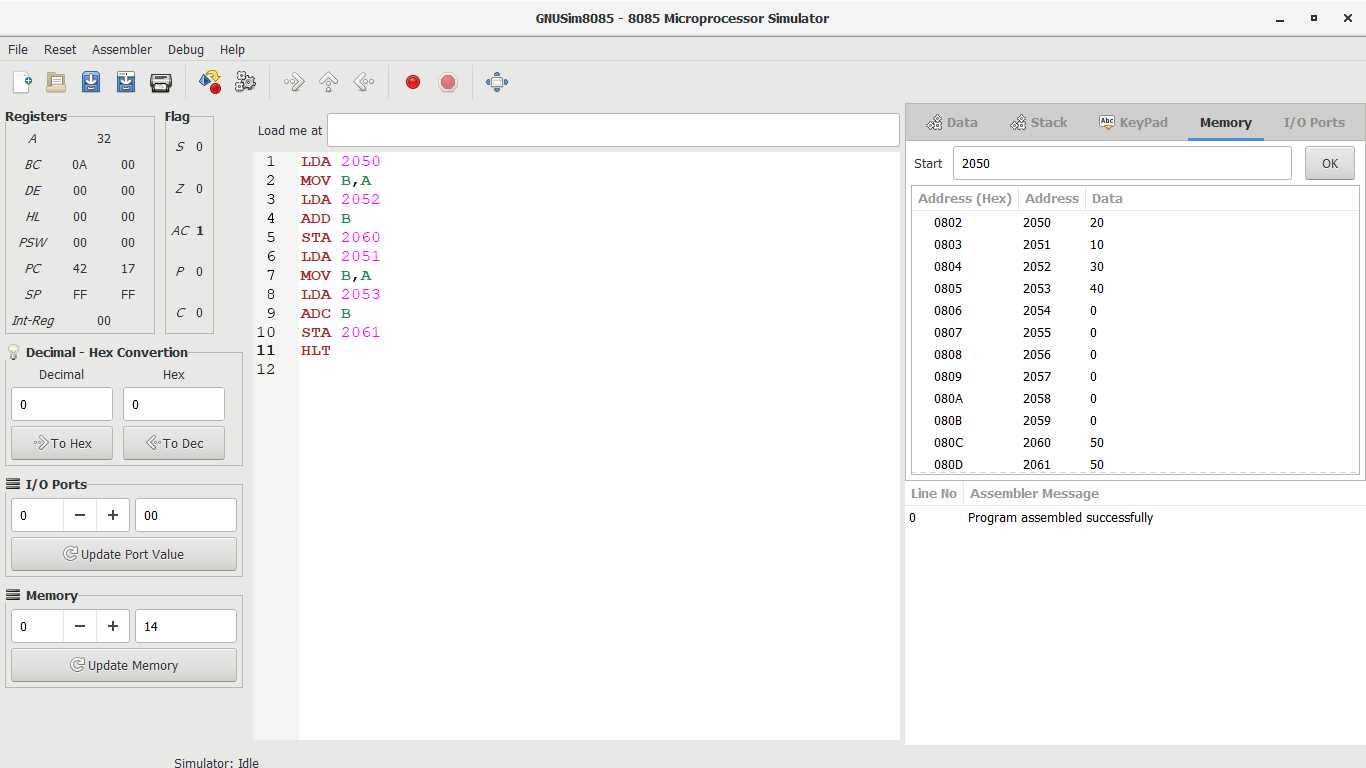 GNUSim8085 - 8085 Microprocessor Simulator
File Reset Assembler Debug Help
Registers
A 32
BC 0A 00
DE 00 00
HL 00 00
PSW 00 00
PC 42 17
SP FF FF
Int-Reg 00
Flag
S 0
Z 0
AC 1
P 0
C 0
Decimal - Hex Convertion
Decimal Hex
0 0
To Hex To Dec
I/O Ports
0 − + 00
Update Port Value
Memory
0 − + 14
Update Memory
Load me at
1 LDA 2050
2 MOV B,A
3 LDA 2052
4 ADD B
5 STA 2060
6 LDA 2051
7 MOV B,A
8 LDA 2053
9 ADC B
10 STA 2061
11 HLT
12
Data Stack Abc KeyPad Memory I/O Ports
Start 2050 OK
Address (Hex) Address Data
0802 2050 20
0803 2051 10
0804 2052 30
0805 2053 40
0806 2054 0
0807 2055 0
0808 2056 0
0809 2057 0
080A 2058 0
080B 2059 0
080C 2060 50
080D 2061 50
Line No Assembler Message
0 Program assembled successfully
Simulator: Idle